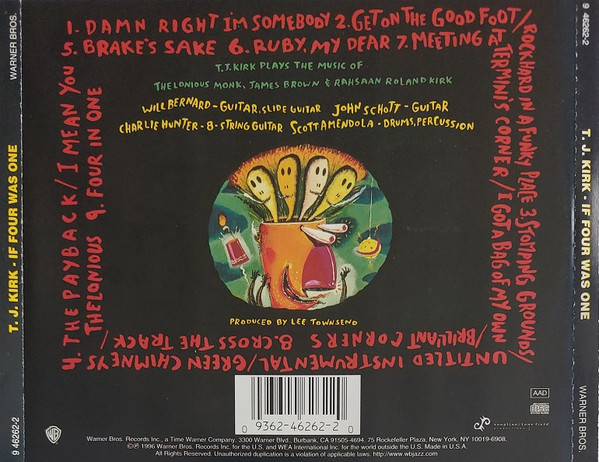 1. DAMN RIGHT I'M SOMEBODY 2. GET ON THE GOOD FOOT/
ROCKHARD IN A FUNKY PLACE 3. STOMPING GROUNDS/
UNTITLED INSTRUMENTAL/GREEN CHIMNEYS
4. THE PAYBACK/I MEAN YOU
5. BRAKE'S SAKE 6. RUBY, MY DEAR 7. MEETING AT
TERMINI'S CORNER/I GOT A BAG OF MY OWN
/BRILLIANT CORNERS 8. CROSS THE TRACK/
THELONIOUS 9. FOUR IN ONE
T.J. KIRK PLAYS THE MUSIC OF
THELONIOUS MONK, JAMES BROWN & RAHSAAN ROLAND KIRK
WILL BERNARD - GUITAR, SLIDE GUITAR JOHN SCHOTT - GUITAR
CHARLIE HUNTER - 8-STRING GUITAR SCOTT AMENDOLA - DRUMS, PERCUSSION
PRODUCED BY LEE TOWNSEND
0 9362-46262-2 0
Warner Bros. Records Inc., a Time Warner Company. 3300 Warner Blvd., Burbank, CA 91505-4694. 75 Rockefeller Plaza, New York, NY 10019-6908.
℗©1996 Warner Bros. Records Inc. for the U.S. and WEA International Inc. for the world outside the U.S. Made in U.S.A.
All Rights Reserved. Unauthorized duplication is a violation of applicable laws. http://www.wbjazz.com
AAD
WB
WARNER BROS.
T. J. KIRK - IF FOUR WAS ONE
9 46262-2
9 46262-2
T. J. KIRK - IF FOUR WAS ONE
WARNER BROS.